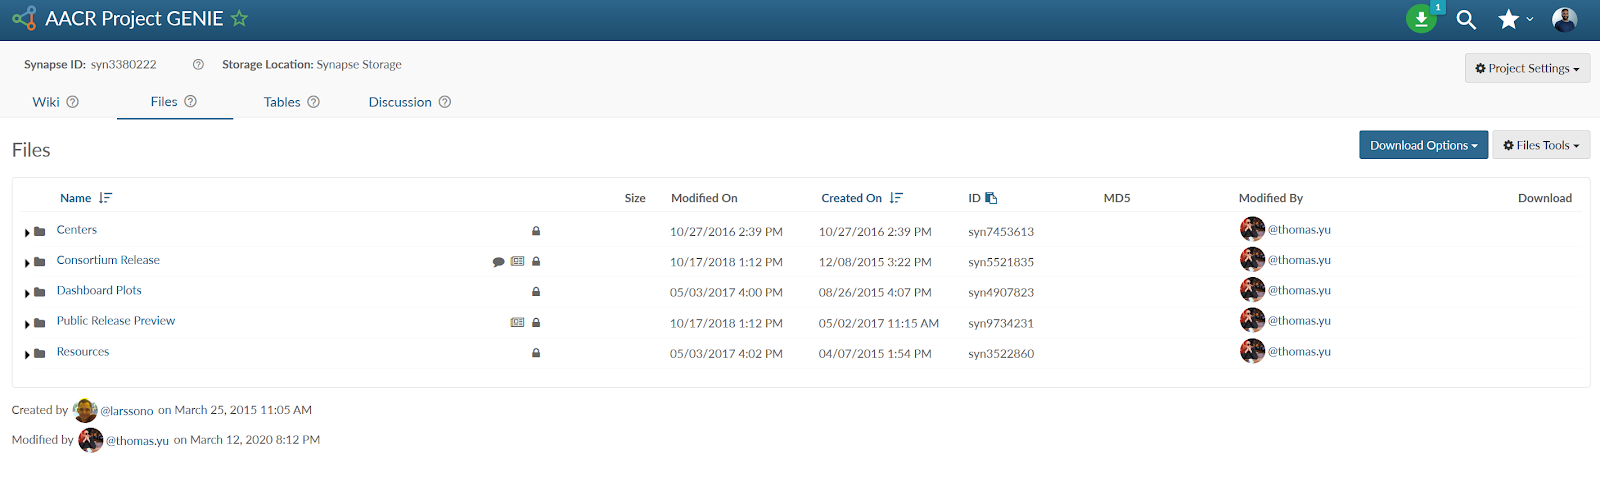 AACR Project GENIE
1
Synapse ID: syn3380222 Storage Location: Synapse Storage
Project Settings
Wiki Files Tables Discussion
Files
Download Options Files Tools
Name Size Modified On Created On ID MD5 Modified By Download
Centers 10/27/2016 2:39 PM 10/27/2016 2:39 PM syn7453613 @thomas.yu
Consortium Release 10/17/2018 1:12 PM 12/08/2015 3:22 PM syn5521835 @thomas.yu
Dashboard Plots 05/03/2017 4:00 PM 08/26/2015 4:07 PM syn4907823 @thomas.yu
Public Release Preview 10/17/2018 1:12 PM 05/02/2017 11:15 AM syn9734231 @thomas.yu
Resources 05/03/2017 4:02 PM 04/07/2015 1:54 PM syn3522860 @thomas.yu
Created by @larssono on March 25, 2015 11:05 AM
Modified by @thomas.yu on March 12, 2020 8:12 PM